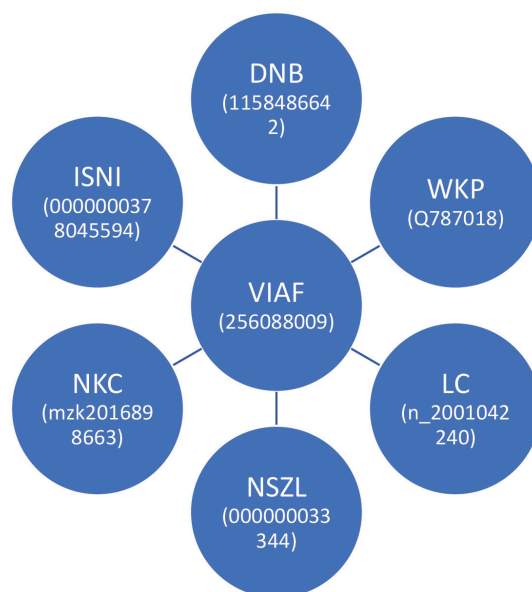 DNB
(115848664
2)
ISNI
(000000037
8045594)
WKP
(Q787018)
VIAF
(256088009)
NKC
(mzk201689
8663)
LC
(n_2001042
240)
NSZL
(000000033
344)